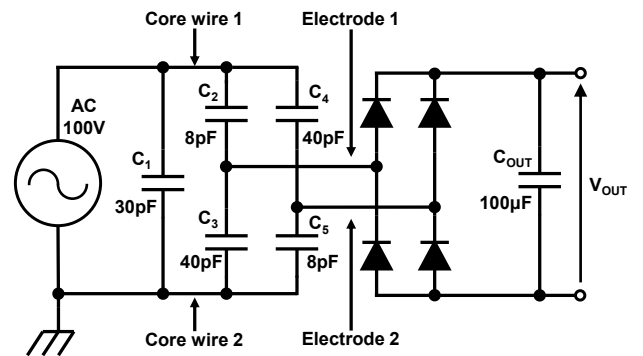 Core wire 1
Electrode 1
AC
100V
C1
30pF
C2
8pF
C4
40pF
C3
40pF
C5
8pF
COUT
100µF
VOUT
Core wire 2
Electrode 2